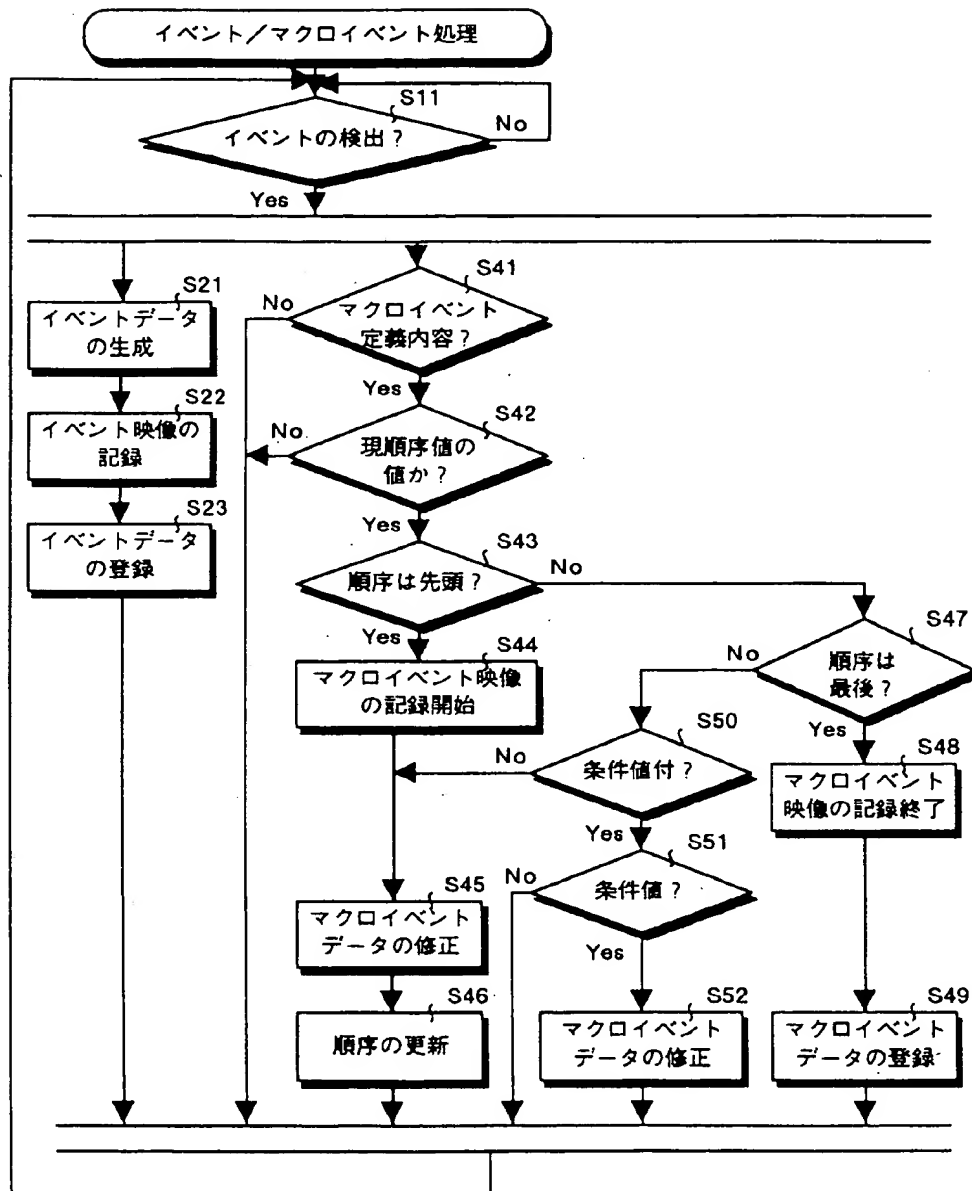 イベント/マクロイベント処理
S11
イベントの検出?
No
Yes
S21
イベントデータ
の生成
S22
イベント映像の
記録
S23
イベントデータ
の登録
S41
マクロイベント
定義内容?
No
Yes
S42
現順序値の
値か?
No
Yes
S43
順序は先頭?
No
Yes
S44
マクロイベント映像
の記録開始
S47
順序は
最後?
No
Yes
S50
条件値付?
No
Yes
S48
マクロイベント
映像の記録終了
S51
条件値?
No
Yes
S45
マクロイベント
データの修正
S46
順序の更新
S52
マクロイベント
データの修正
S49
マクロイベント
データの登録